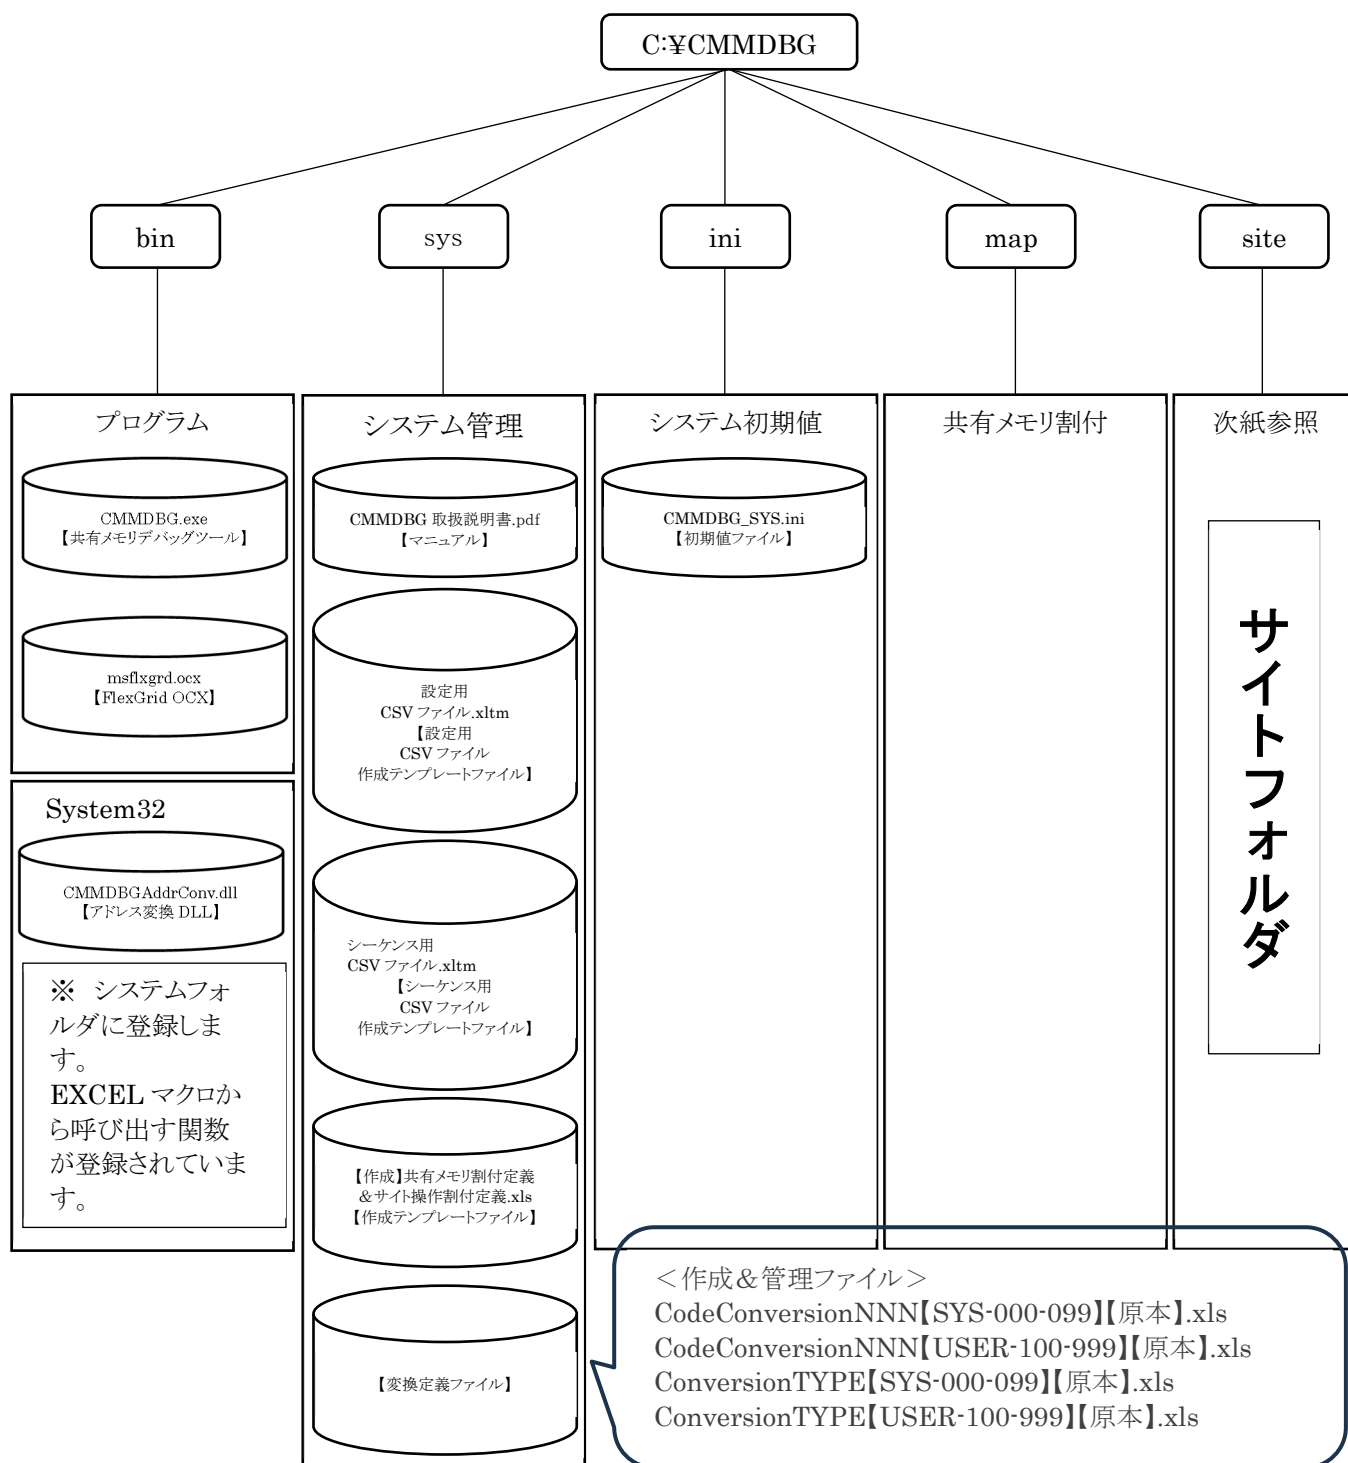 C:¥CMMDBG
bin
sys
ini
map
site
プログラム
CMMDBG.exe
【共有メモリデバッグツール】
msflxgrd.ocx
【FlexGrid OCX】
System32
CMMDBGAddrConv.dll
【アドレス変換 DLL】
※ システムフォ
ルダに登録しま
す。
EXCEL マクロか
ら呼び出す関数
が登録されていま
す。
システム管理
CMMDBG 取扱説明書.pdf
【マニュアル】
設定用
CSV ファイル.xltm
【設定用
CSV ファイル
作成テンプレートファイル】
シーケンス用
CSV ファイル.xltm
【シーケンス用
CSV ファイル
作成テンプレートファイル】
【作成】共有メモリ割付定義
&サイト操作割付定義.xls
【作成テンプレートファイル】
【変換定義ファイル】
システム初期値
CMMDBG_SYS.ini
【初期値ファイル】
共有メモリ割付
次紙参照
サイトフォルダ
<作成&管理ファイル>
CodeConversionNNN【SYS-000-099】【原本】.xls
CodeConversionNNN【USER-100-999】【原本】.xls
ConversionTYPE【SYS-000-099】【原本】.xls
ConversionTYPE【USER-100-999】【原本】.xls